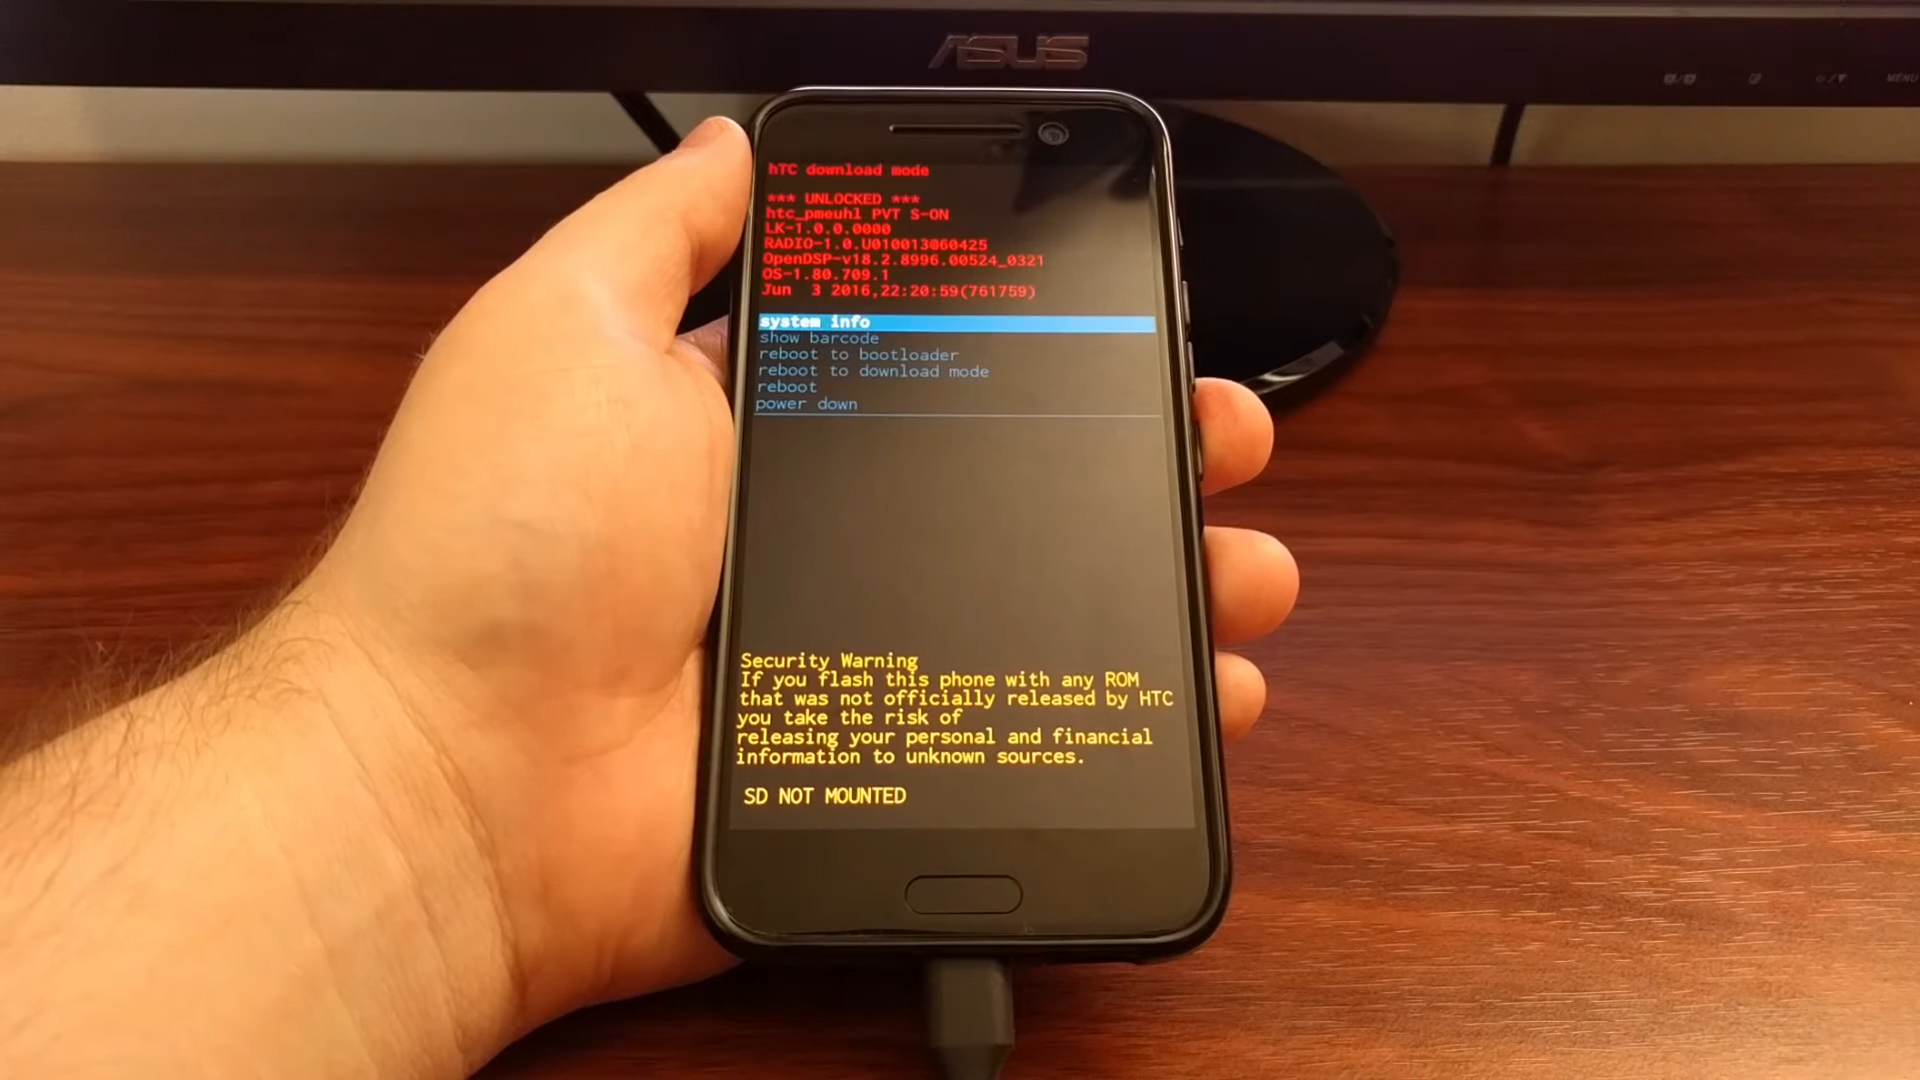 ASUS
MENU
hTC download mode
*** UNLOCKED ***
htc_pmeuhl PVT S-ON
LK-1.0.0.0000
RADIO-1.0.U010013@60425
OpenDSP-v18.2.8996.00524_0321
OS-1.80.709.1
Jun 3 2016,22:20:59(761759)
system info
show barcode
reboot to bootloader
reboot to download mode
reboot
power down
Security Warning
If you flash this phone with any ROM
that was not officially released by HTC
you take the risk of
releasing your personal and financial
information to unknown sources.
SD NOT MOUNTED